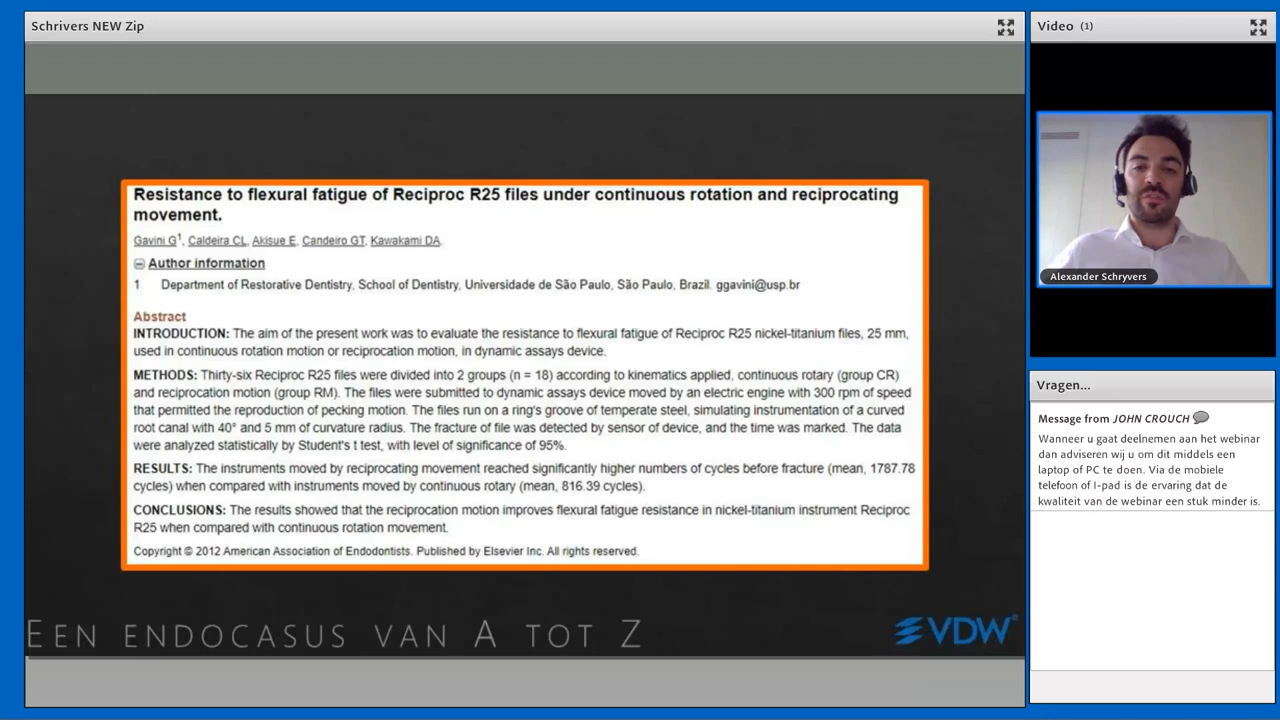 Schrivers NEW Zip
Resistance to flexural fatigue of Reciproc R25 files under continuous rotation and reciprocating
movement.
Gavini G1, Caldeira CL, Akisue E, Candeiro GT, Kawakami DA.
Author information
1 Department of Restorative Dentistry, School of Dentistry, Universidade de São Paulo, São Paulo, Brazil. ggavini@usp.br
Abstract
INTRODUCTION: The aim of the present work was to evaluate the resistance to flexural fatigue of Reciproc R25 nickel-titanium files, 25 mm,
used in continuous rotation motion or reciprocation motion, in dynamic assays device.
METHODS: Thirty-six Reciproc R25 files were divided into 2 groups (n = 18) according to kinematics applied, continuous rotary (group CR)
and reciprocation motion (group RM). The files were submitted to dynamic assays device moved by an electric engine with 300 rpm of speed
that permitted the reproduction of pecking motion. The files run on a ring's groove of temperate steel, simulating instrumentation of a curved
root canal with 40° and 5 mm of curvature radius. The fracture of file was detected by sensor of device, and the time was marked. The data
were analyzed statistically by Student's t test, with level of significance of 95%.
RESULTS: The instruments moved by reciprocating movement reached significantly higher numbers of cycles before fracture (mean, 1787.78
cycles) when compared with instruments moved by continuous rotary (mean, 816.39 cycles).
CONCLUSIONS: The results showed that the reciprocation motion improves flexural fatigue resistance in nickel-titanium instrument Reciproc
R25 when compared with continuous rotation movement.
Copyright © 2012 American Association of Endodontists. Published by Elsevier Inc. All rights reserved.
EEN ENDOCASUS VAN A TOT Z
VDW
Video (1)
Alexander Schryvers
Vragen...
Message from JOHN CROUCH
Wanneer u gaat deelnemen aan het webinar
dan adviseren wij u om dit middels een
laptop of PC te doen. Via de mobiele
telefoon of I-pad is de ervaring dat de
kwaliteit van de webinar een stuk minder is.